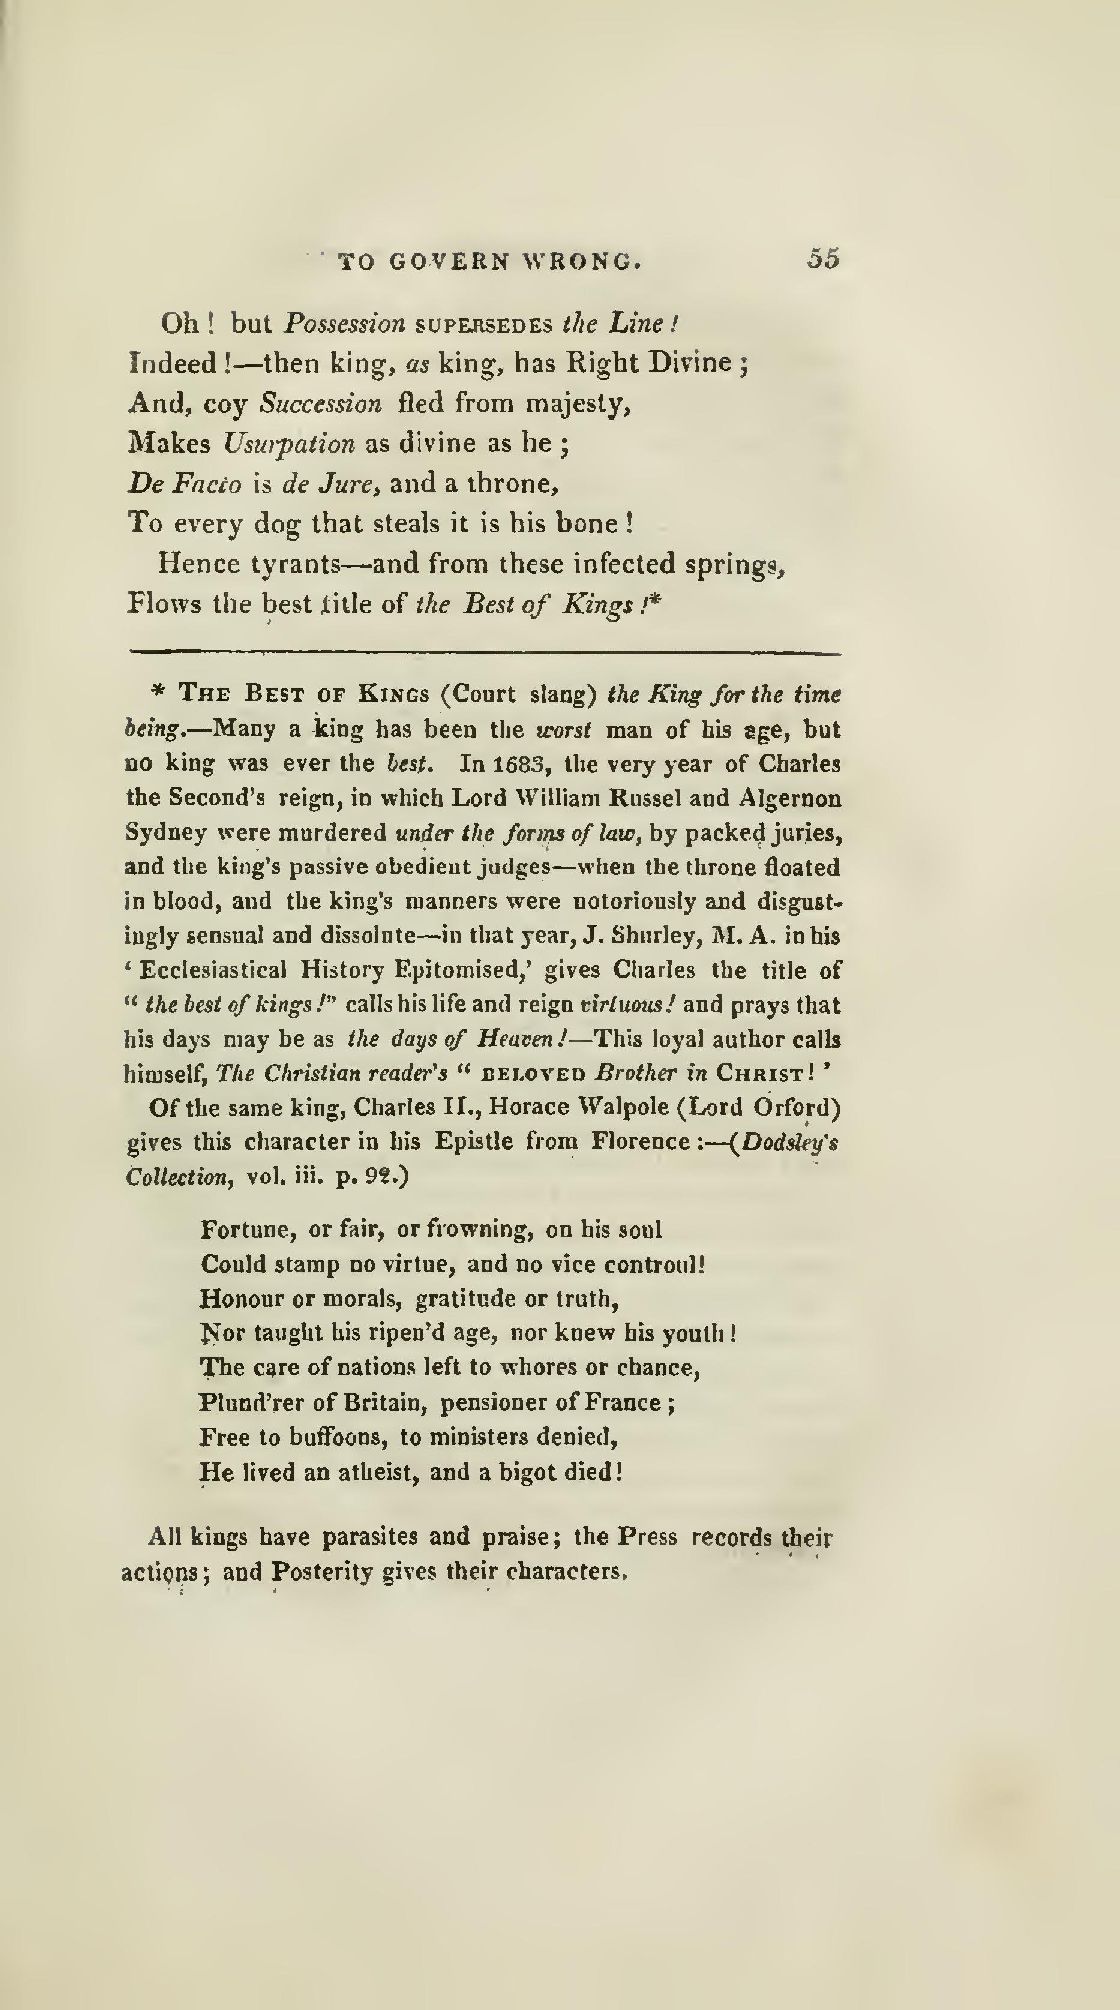 TO GOVERN WRONG. 55
Oh ! but Possession SUPERSEDES the Line !
Indeed !—then king, as king, has Right Divine ;
And, coy Succession fled from majesty,
Makes Usurpation as divine as he ;
De Facto is de Jure, and a throne,
To every dog that steals it is his bone !
Hence tyrants—and from these infected springs,
Flows the best title of the Best of Kings !*
* THE BEST OF KINGS (Court slang) the King for the time
being.—Many a king has been the worst man of his age, but
no king was ever the best. In 1683, the very year of Charles
the Second's reign, in which Lord William Russel and Algernon
Sydney were murdered under the forms of law, by packed juries,
and the king's passive obedient judges—when the throne floated
in blood, and the king's manners were notoriously and disgust-
ingly sensual and dissolute—in that year, J. Shurley, M. A. in his
‘ Ecclesiastical History Epitomised,’ gives Charles the title of
“ the best of kings !” calls his life and reign virtuous ! and prays that
his days may be as the days of Heaven !—This loyal author calls
himself, The Christian reader's “ BELOVED Brother in CHRIST ! ’
Of the same king, Charles II., Horace Walpole (Lord Orford)
gives this character in his Epistle from Florence :—(Dodsley's
Collection, vol. iii. p. 92.)
Fortune, or fair, or frowning, on his soul
Could stamp no virtue, and no vice controul!
Honour or morals, gratitude or truth,
Nor taught his ripen'd age, nor knew his youth !
The care of nations left to whores or chance,
Plund'rer of Britain, pensioner of France ;
Free to buffoons, to ministers denied,
He lived an atheist, and a bigot died!
All kings have parasites and praise; the Press records their
actions; and Posterity gives their characters.